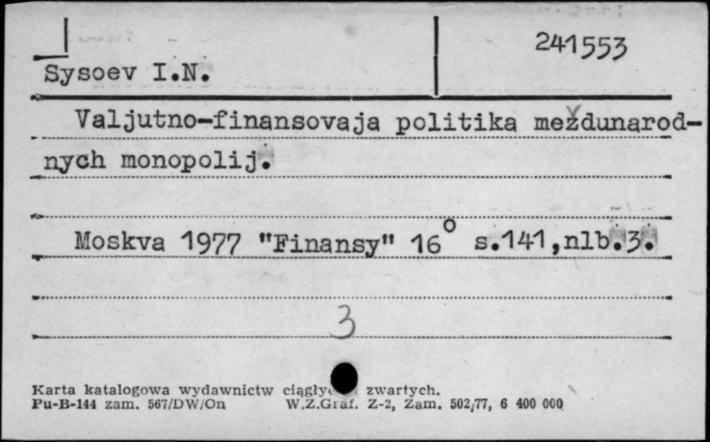 241553
Sysoev I.N.
Valjutno-finansovaja politika meždunarod-
nych monopolij.
Moskva 1977 "Finansy" 16° s.141,nlb.3.
3
Karta katalogowa wydawnictw zwartych.
Pu-B-144 zam. 567/DW/On W.Z.Graf. Z-2, Zam. 502/77, 6 400 000